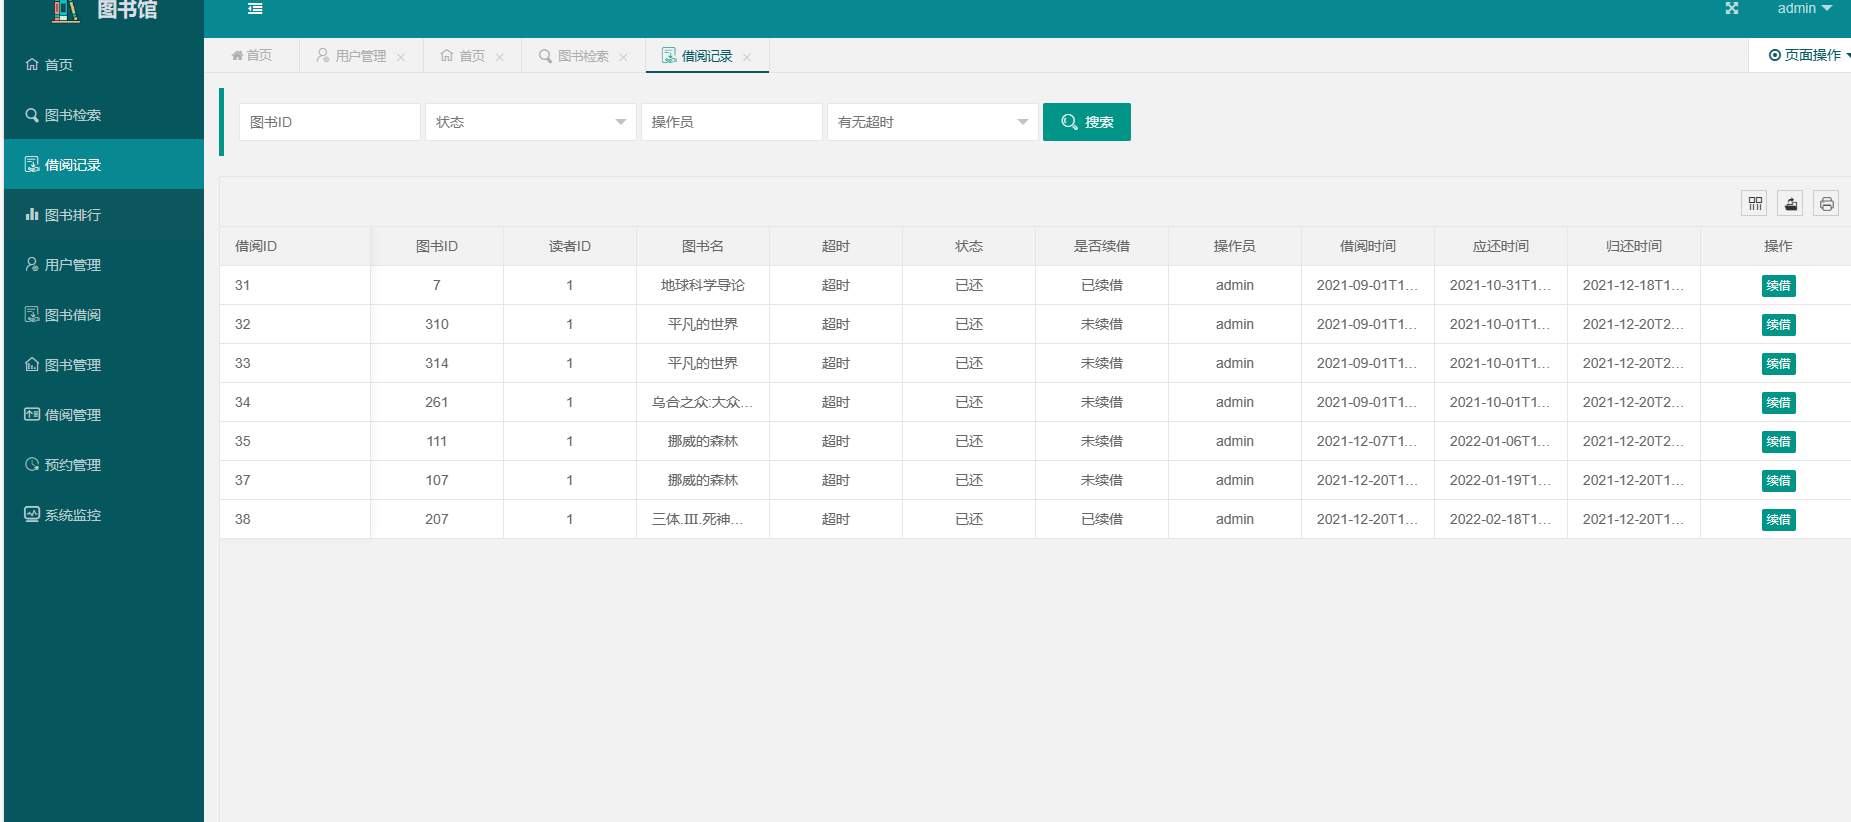 图书馆
admin
首页
图书检索
借阅记录
图书排行
用户管理
图书借阅
图书管理
借阅管理
预约管理
系统监控
首页 用户管理 首页 图书检索 借阅记录 页面操作
图书ID 状态 操作员 有无超时 搜索
借阅ID 图书ID 读者ID 图书名 超时 状态 是否续借 操作员 借阅时间 应还时间 归还时间 操作
31 7 1 地球科学导论 超时 已还 已续借 admin 2021-09-01T1... 2021-10-31T1... 2021-12-18T1... 续借
32 310 1 平凡的世界 超时 已还 未续借 admin 2021-09-01T1... 2021-10-01T1... 2021-12-20T2... 续借
33 314 1 平凡的世界 超时 已还 未续借 admin 2021-09-01T1... 2021-10-01T1... 2021-12-20T2... 续借
34 261 1 乌合之众:大众... 超时 已还 未续借 admin 2021-09-01T1... 2021-10-01T1... 2021-12-20T2... 续借
35 111 1 挪威的森林 超时 已还 未续借 admin 2021-12-07T1... 2022-01-06T1... 2021-12-20T2... 续借
37 107 1 挪威的森林 超时 已还 未续借 admin 2021-12-20T1... 2022-01-19T1... 2021-12-20T1... 续借
38 207 1 三体.Ⅲ.死神... 超时 已还 已续借 admin 2021-12-20T1... 2022-02-18T1... 2021-12-20T1... 续借